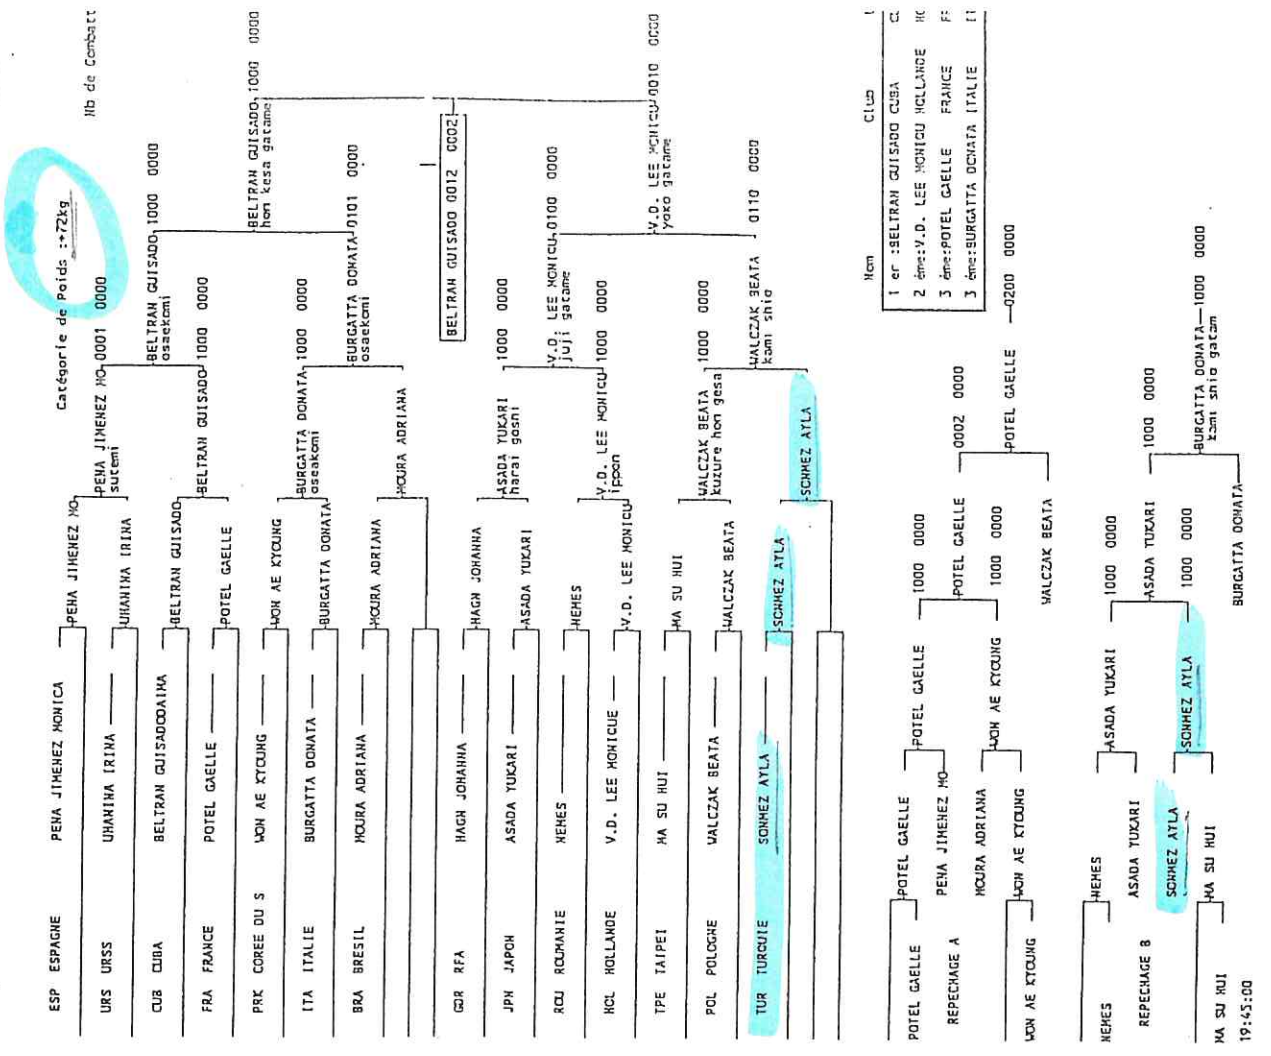 Catégorie de Poids :+72kg
Nb de Combatt
ESP ESPAGNE PENA JIMENEZ MONICA
URS URSS UHANINA IRINA
CUB CUBA BELTRAN GUISADODAIMA
FRA FRANCE POTEL GAELLE
PRK COREE DU S WON AE KYOUNG
ITA ITALIE BURGATTA DONATA
BRA BRESIL MOURA ADRIANA
GDR RFA HAGN JOHANNA
JPN JAPON ASADA YUKARI
ROU ROUMANIE NEMES
HOL HOLLANDE V.D. LEE MONICUE
TPE TAIPEI MA SU HUI
POL POLOGNE WALCZAK BEATA
TUR TURQUIE SONMEZ AYLA
PENA JIMENEZ MO
UHANINA IRINA
BELTRAN GUISADO
POTEL GAELLE
WON AE KYOUNG
BURGATTA DONATA
MOURA ADRIANA
HAGN JOHANNA
ASADA YUKARI
NEMES
V.D. LEE MONICU
MA SU HUI
WALCZAK BEATA
SONMEZ AYLA
PENA JIMENEZ MO 0001 0000
sutemi
BELTRAN GUISADO 1000 0000
BURGATTA DONATA 1000 0000
oseakomi
MOURA ADRIANA
ASADA YUKARI 1000 0000
harai goshi
V.D. LEE MONICU 1000 0000
ippon
WALCZAK BEATA 1000 0000
kuzure hon gesa
SONMEZ AYLA
BELTRAN GUISADO 1000 0000
osaekomi
BURGATTA DONATA 0101 0000
osaekomi
V.D. LEE MONICU 0100 0000
juji gatame
WALCZAK BEATA 0110 0000
kami shio
BELTRAN GUISADO 1000 0000
hon kesa gatame
V.D. LEE MONICU 0010 0000
yoko gatame
BELTRAN GUISADO 0012 0002
Nom Club
1 er :BELTRAN GUISADO CUBA
2 éme:V.D. LEE MONIQU HOLLANDE
3 éme:POTEL GAELLE FRANCE
3 éme:BURGATTA DONATA ITALIE
POTEL GAELLE
REPECHAGE A
WON AE KYOUNG
POTEL GAELLE
PENA JIMENEZ MO
MOURA ADRIANA
WON AE KYOUNG
POTEL GAELLE 1000 0000
WON AE KYOUNG 1000 0000
POTEL GAELLE 0002 0000
WALCZAK BEATA
POTEL GAELLE 0200 0000
NEMES
REPECHAGE B
MA SU HUI
NEMES
ASADA YUKARI
SONMEZ AYLA
MA SU HUI
ASADA YUKARI 1000 0000
SONMEZ AYLA 1000 0000
ASADA YUKARI 1000 0000
BURGATTA DONATA
BURGATTA DONATA 1000 0000
kami shio gatam
19:45:00